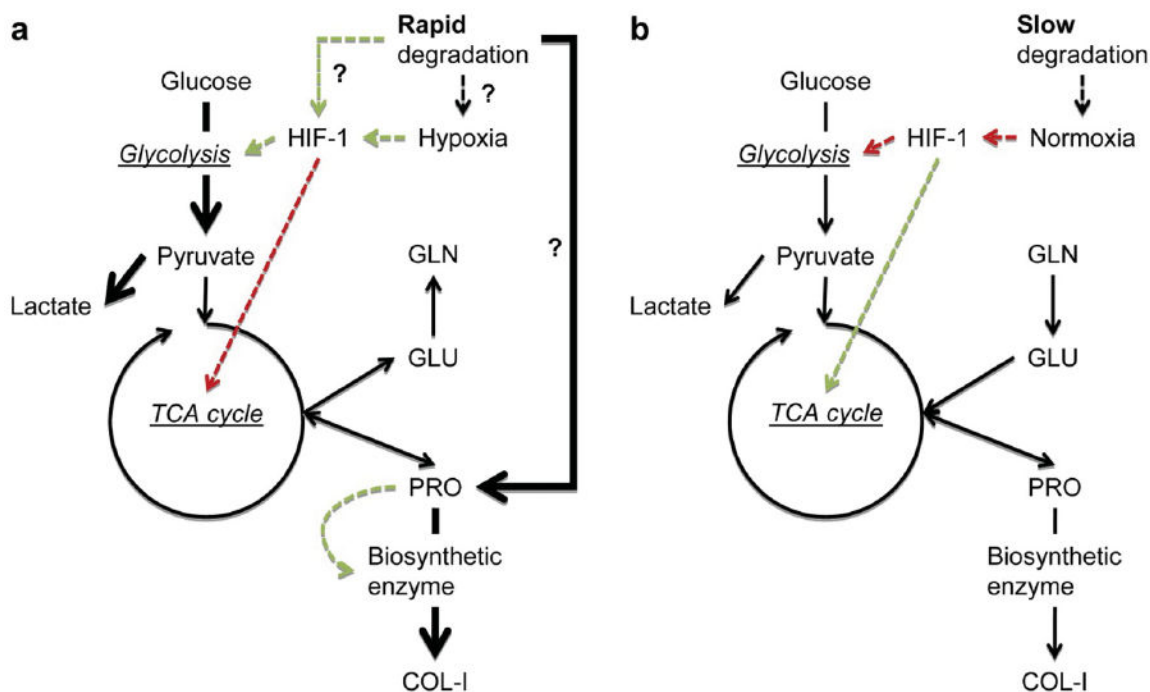 a
Rapid
degradation
?
?
Glucose
HIF-1
Hypoxia
Glycolysis
Pyruvate
GLN
?
Lactate
GLU
TCA cycle
PRO
Biosynthetic
enzyme
COL-I
b
Slow
degradation
Glucose
HIF-1
Normoxia
Glycolysis
Pyruvate
GLN
Lactate
GLU
TCA cycle
PRO
Biosynthetic
enzyme
COL-I